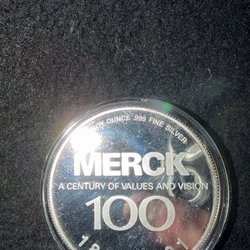 OUNCE .999 FINE SILVER
MERCK
A CENTURY OF VALUES AND VISION
100